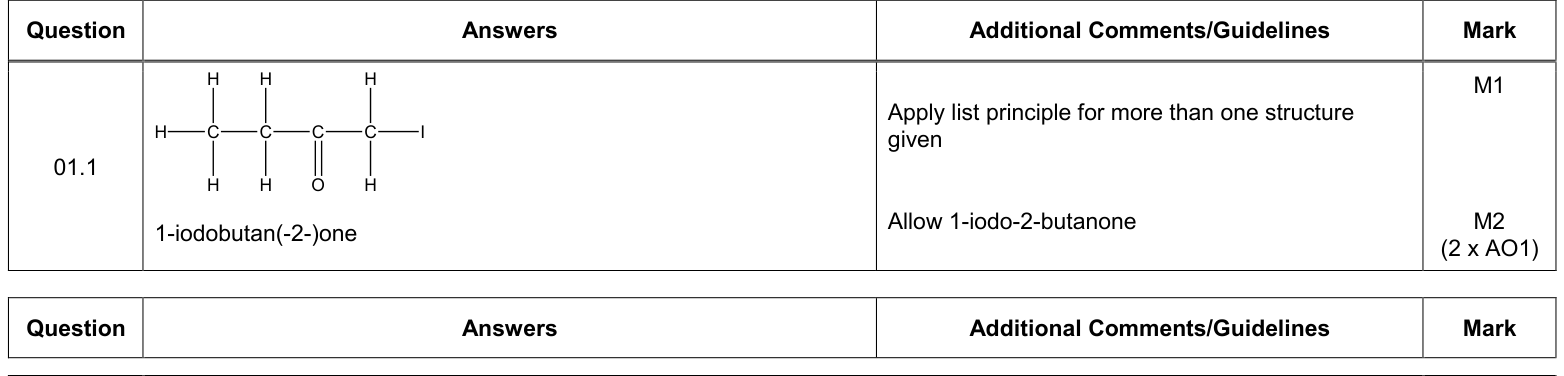 Question Answers Additional Comments/Guidelines Mark
01.1
H H H
H C C C C I
H H O H
1-iodobutan(-2-)one
Apply list principle for more than one structure
given
Allow 1-iodo-2-butanone
M1
M2
(2 x AO1)
Question Answers Additional Comments/Guidelines Mark